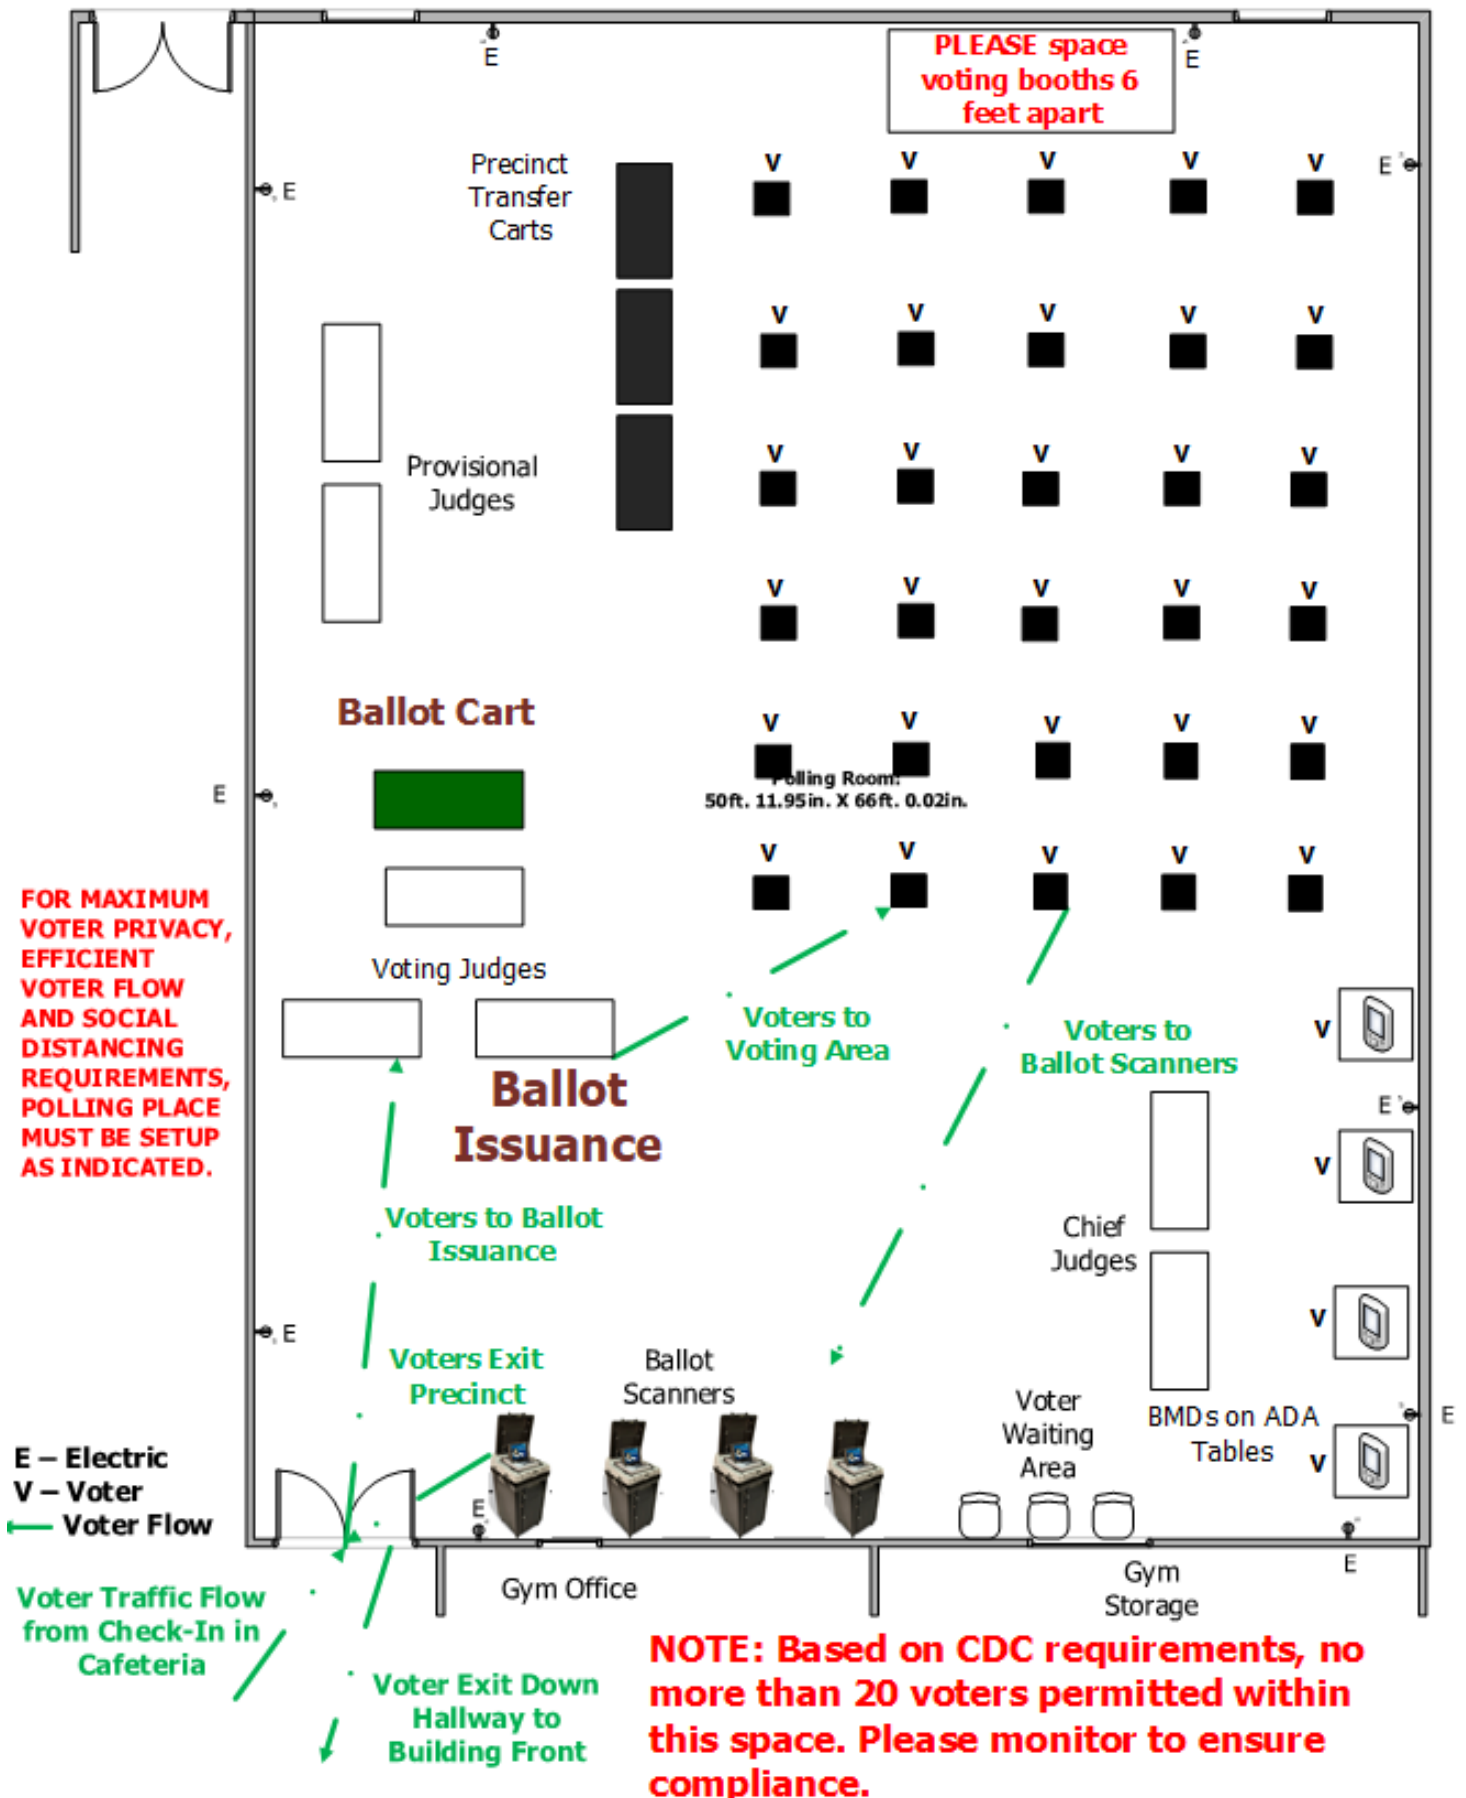 E
E
PLEASE space
voting booths 6
feet apart
Precinct
Transfer
Carts
V V V V V
E
E
V V V V V
Provisional
Judges
V V V V V
V V V V V
Ballot Cart
V V V V V
E
Polling Room:
50ft. 11.95in. X 66ft. 0.02in.
V V V V V
FOR MAXIMUM
VOTER PRIVACY,
EFFICIENT
VOTER FLOW
AND SOCIAL
DISTANCING
REQUIREMENTS,
POLLING PLACE
MUST BE SETUP
AS INDICATED.
Voting Judges
Voters to
Voting Area
Voters to
Ballot Scanners
V
Ballot
Issuance
E
V
Voters to Ballot
Issuance
Chief
Judges
V
E
Voters Exit
Precinct
Ballot
Scanners
Voter
Waiting
Area
BMDs on ADA
Tables
E
V
E – Electric
V – Voter
Voter Flow
E
E
Gym Office
Gym
Storage
Voter Traffic Flow
from Check-In in
Cafeteria
Voter Exit Down
Hallway to
Building Front
NOTE: Based on CDC requirements, no
more than 20 voters permitted within
this space. Please monitor to ensure
compliance.